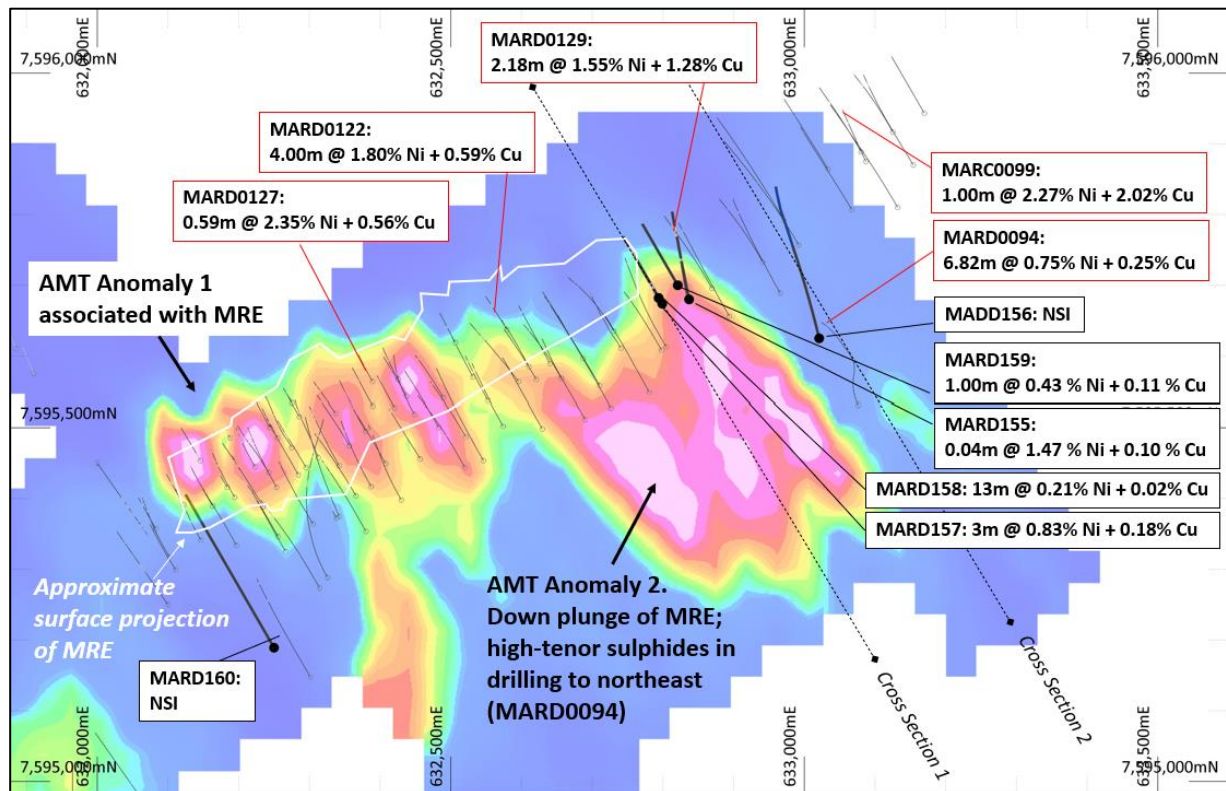 632,000mE
632,500mE
633,000mE
633,500mE
7,596,000mN
7,596,000mN
MARD0129:
2.18m @ 1.55% Ni + 1.28% Cu
MARD0122:
4.00m @ 1.80% Ni + 0.59% Cu
MARD0127:
0.59m @ 2.35% Ni + 0.56% Cu
MARC0099:
1.00m @ 2.27% Ni + 2.02% Cu
MARD0094:
6.82m @ 0.75% Ni + 0.25% Cu
AMT Anomaly 1
associated with MRE
MADD156: NSI
MARD159:
1.00m @ 0.43 % Ni + 0.11 % Cu
7,595,500mN
MARD155:
0.04m @ 1.47 % Ni + 0.10 % Cu
MARD158: 13m @ 0.21% Ni + 0.02% Cu
MARD157: 3m @ 0.83% Ni + 0.18% Cu
Approximate
surface projection
of MRE
AMT Anomaly 2.
Down plunge of MRE;
high-tenor sulphides in
drilling to northeast
(MARD0094)
MARD160:
NSI
Cross Section 1
Cross Section 2
632,000mE
632,500mE
633,000mE
633,500mE
7,595,000mN
7,595,000mN